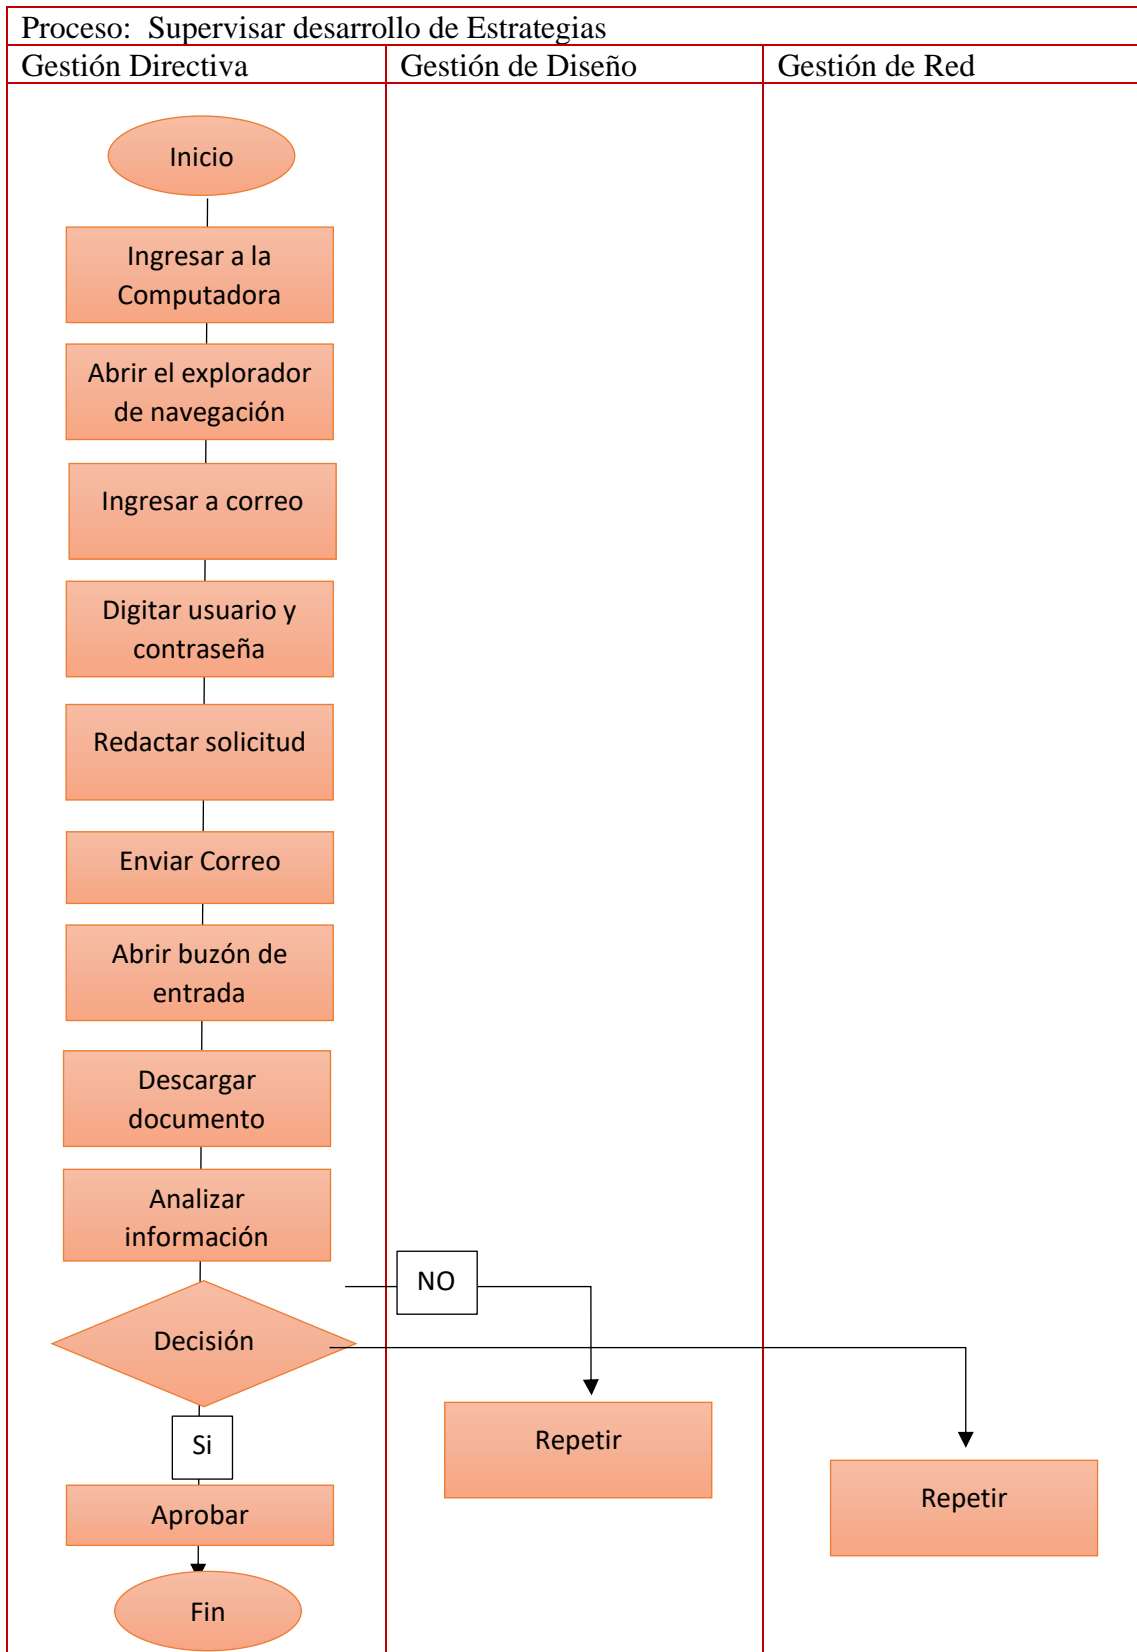 Proceso:  Supervisar desarrollo de Estrategias
Gestión Directiva
Gestión de Diseño
Gestión de Red
Inicio
Ingresar a la
Computadora
Abrir el explorador
de navegación
Ingresar a correo
Digitar usuario y
contraseña
Redactar solicitud
Enviar Correo
Abrir buzón de
entrada
Descargar
documento
Analizar
información
NO
Decisión
Si
Repetir
Repetir
Aprobar
Fin